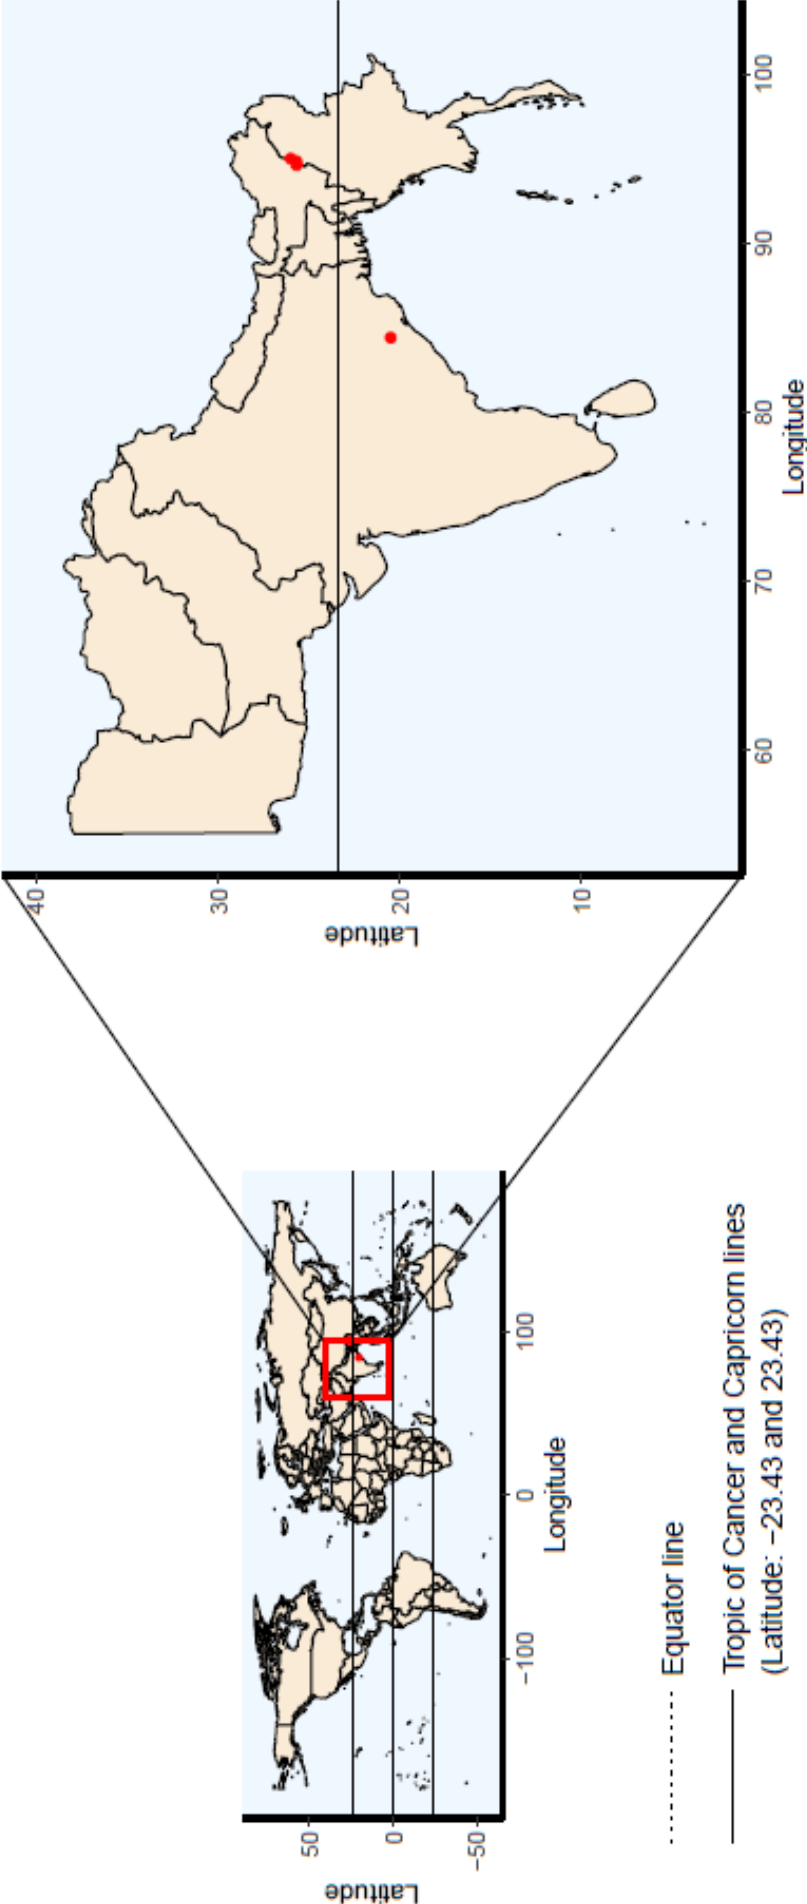 50
0
−50
Latitude
−100
0
100
Longitude
Equator line
Tropic of Cancer and Capricorn lines
(Latitude: −23.43 and 23.43)
40
30
20
10
Latitude
60
70
80
90
100
Longitude